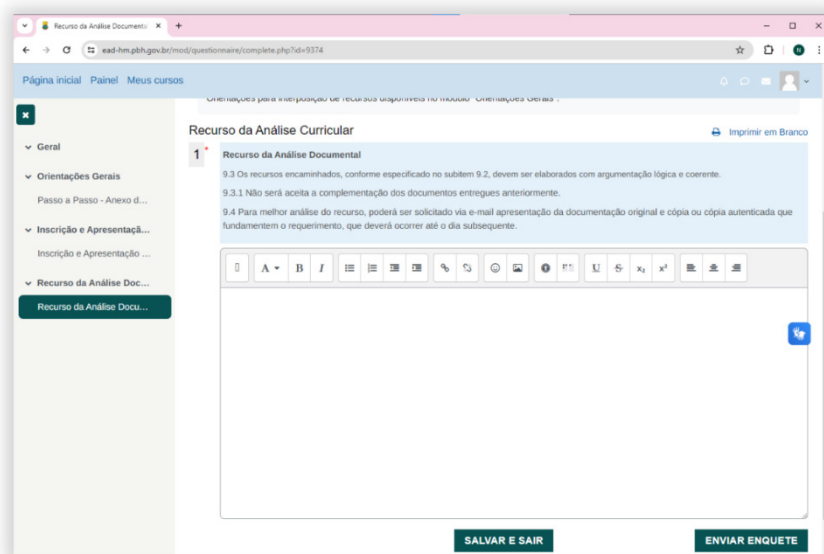 Recurso da Análise Documenta
ead-hm.pbh.gov.br/mod/questionnaire/complete.php?id=9374
N
Página inicial Painel Meus cursos
Orientações para interposição de recursos disponíveis no módulo "Orientações Gerais".
Recurso da Análise Curricular
Imprimir em Branco
Geral
Orientações Gerais
Passo a Passo - Anexo d...
Inscrição e Apresentaçã...
Inscrição e Apresentação ...
Recurso da Análise Doc...
Recurso da Análise Docu...
1 *
Recurso da Análise Documental
9.3 Os recursos encaminhados, conforme especificado no subitem 9.2, devem ser elaborados com argumentação lógica e coerente.
9.3.1 Não será aceita a complementação dos documentos entregues anteriormente.
9.4 Para melhor análise do recurso, poderá ser solicitado via e-mail apresentação da documentação original e cópia ou cópia autenticada que
fundamentem o requerimento, que deverá ocorrer até o dia subsequente.
A B I U S x₂ x²
SALVAR E SAIR
ENVIAR ENQUETE